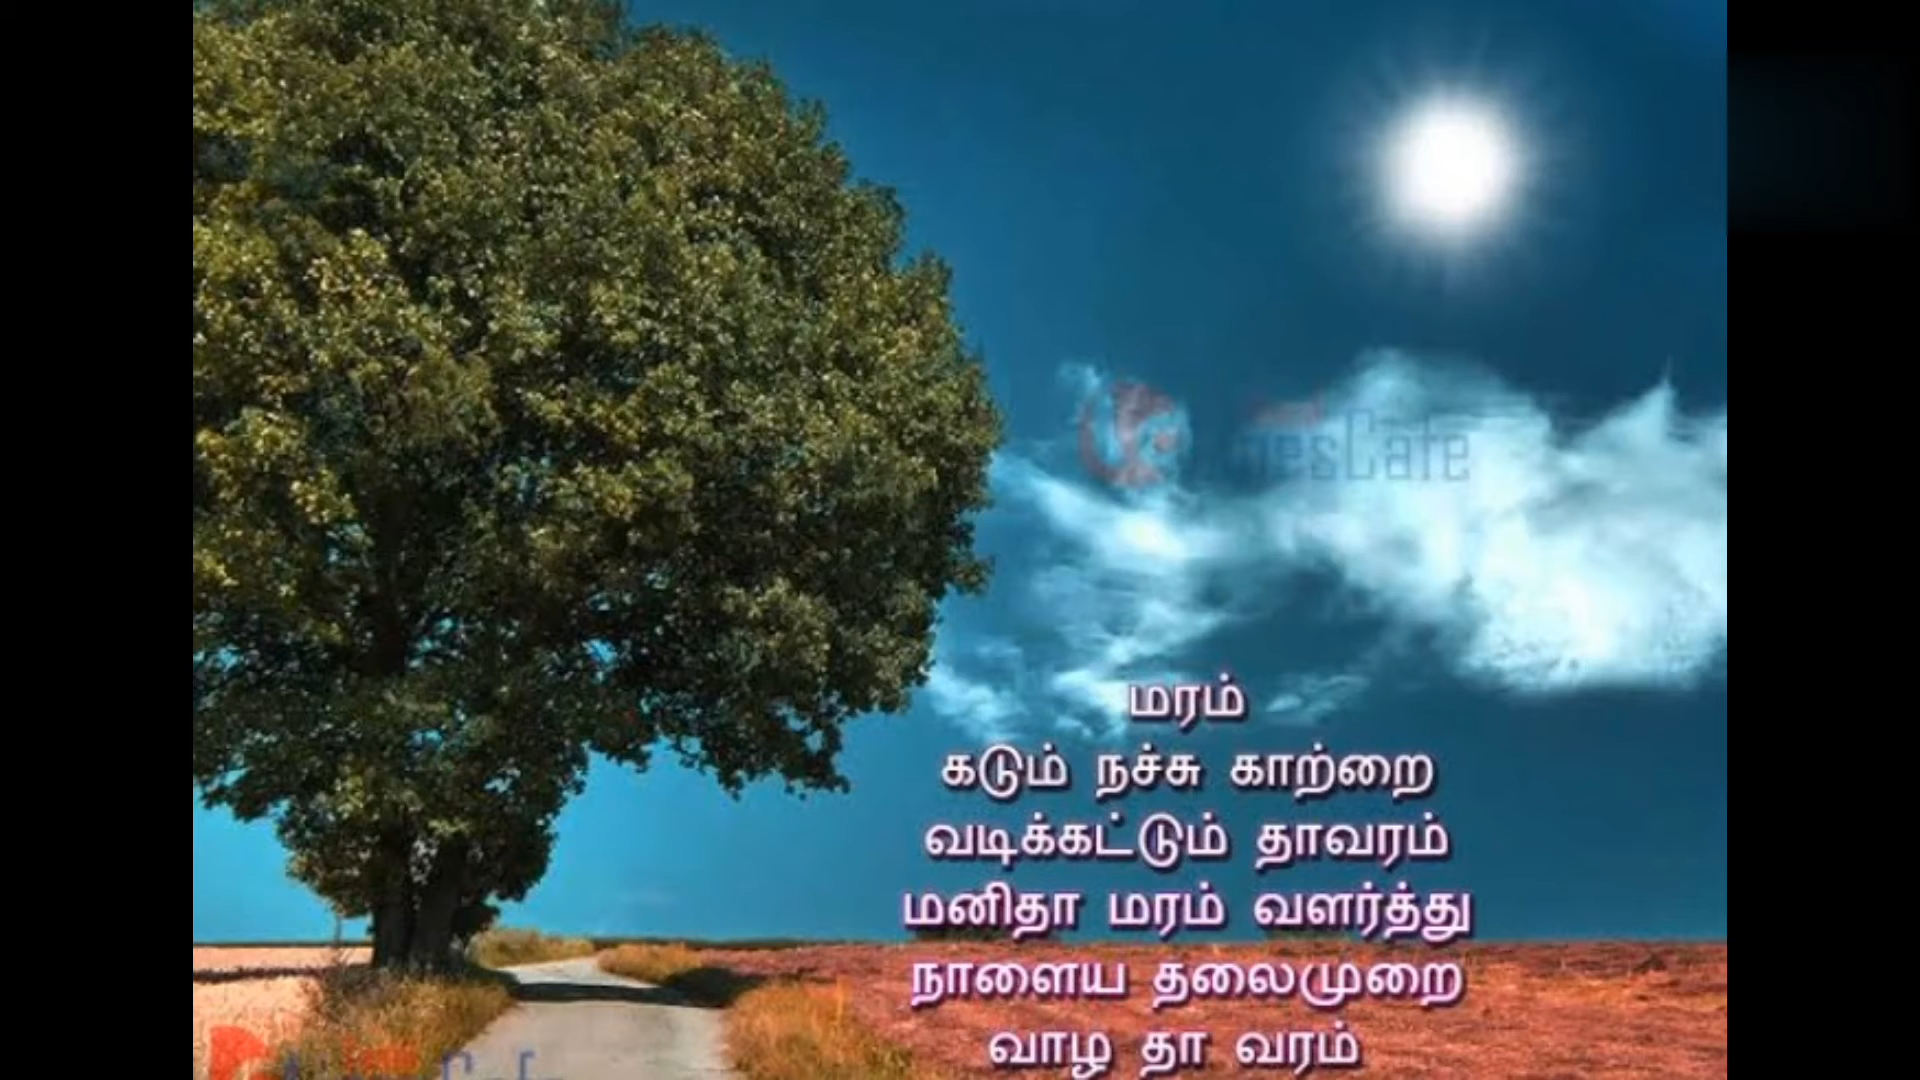 மரம்
கடும் நச்சு காற்றை
வடிக்கட்டும் தாவரம்
மனிதா மரம் வளர்த்து
நாளைய தலைமுறை
வாழ தா வரம்